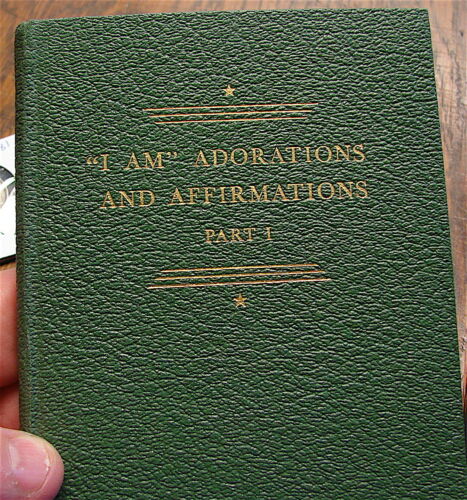 "I AM" ADORATIONS
AND AFFIRMATIONS
PART I